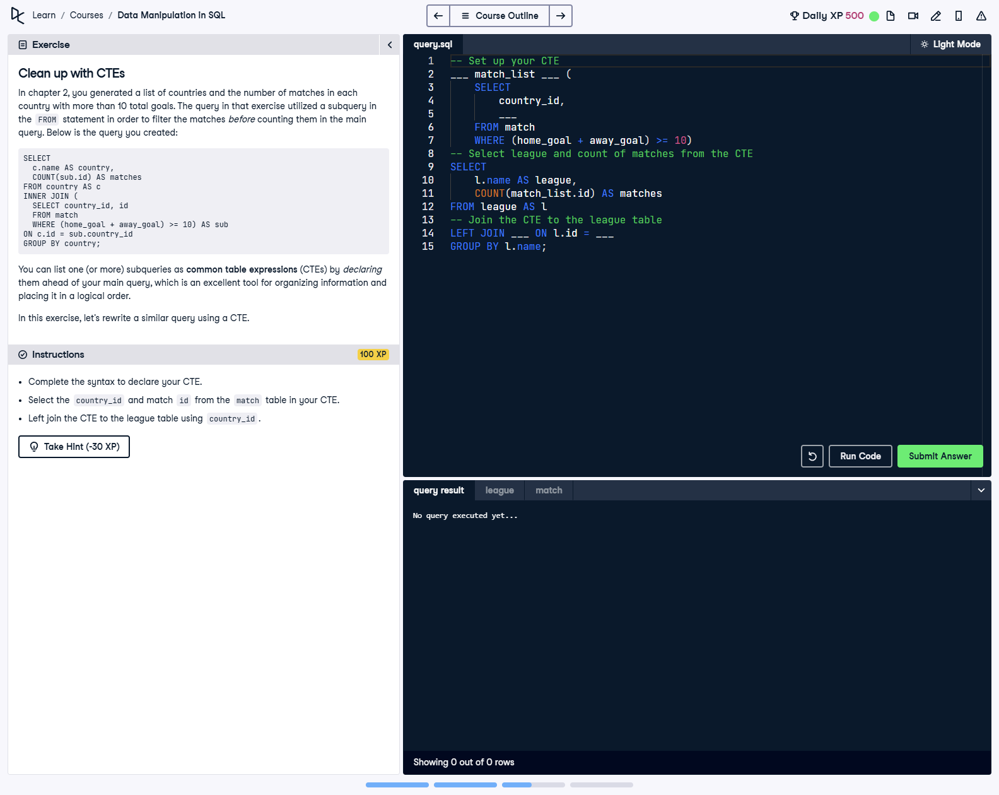 Learn / Courses / Data Manipulation in SQL
Course Outline
Daily XP 500
Exercise
Clean up with CTEs
In chapter 2, you generated a list of countries and the number of matches in each
country with more than 10 total goals. The query in that exercise utilized a subquery in
the FROM statement in order to filter the matches before counting them in the main
query. Below is the query you created:
SELECT
  c.name AS country,
  COUNT(sub.id) AS matches
FROM country AS c
INNER JOIN (
  SELECT country_id, id
  FROM match
  WHERE (home_goal + away_goal) >= 10) AS sub
ON c.id = sub.country_id
GROUP BY country;
You can list one (or more) subqueries as common table expressions (CTEs) by declaring
them ahead of your main query, which is an excellent tool for organizing information and
placing it in a logical order.
In this exercise, let's rewrite a similar query using a CTE.
Instructions
100 XP
• Complete the syntax to declare your CTE.
• Select the country_id and match id from the match table in your CTE.
• Left join the CTE to the league table using country_id.
Take Hint (-30 XP)
query.sql
Light Mode
1 -- Set up your CTE
2 ___ match_list ___ (
3     SELECT
4         country_id,
5         ___
6     FROM match
7     WHERE (home_goal + away_goal) >= 10)
8 -- Select league and count of matches from the CTE
9 SELECT
10     l.name AS league,
11     COUNT(match_list.id) AS matches
12 FROM league AS l
13 -- Join the CTE to the league table
14 LEFT JOIN ___ ON l.id = ___
15 GROUP BY l.name;
Run Code
Submit Answer
query result
league
match
No query executed yet...
Showing 0 out of 0 rows